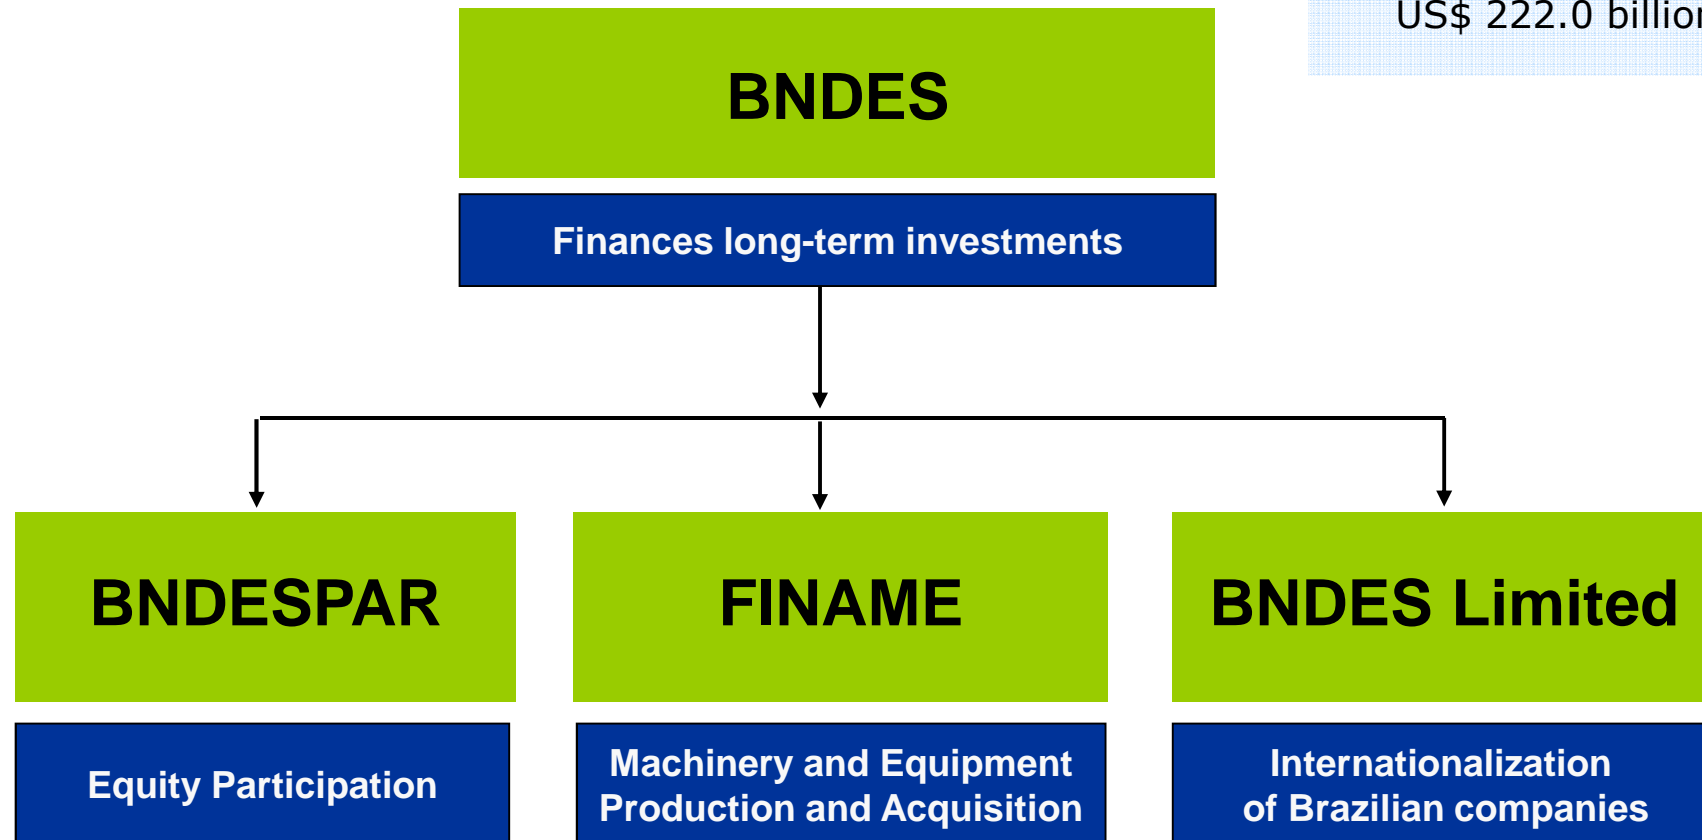 US$ 222.0 billion
BNDES
Finances long-term investments
BNDESPAR
FINAME
BNDES Limited
Equity Participation
Machinery and Equipment
Production and Acquisition
Internationalization
of Brazilian companies